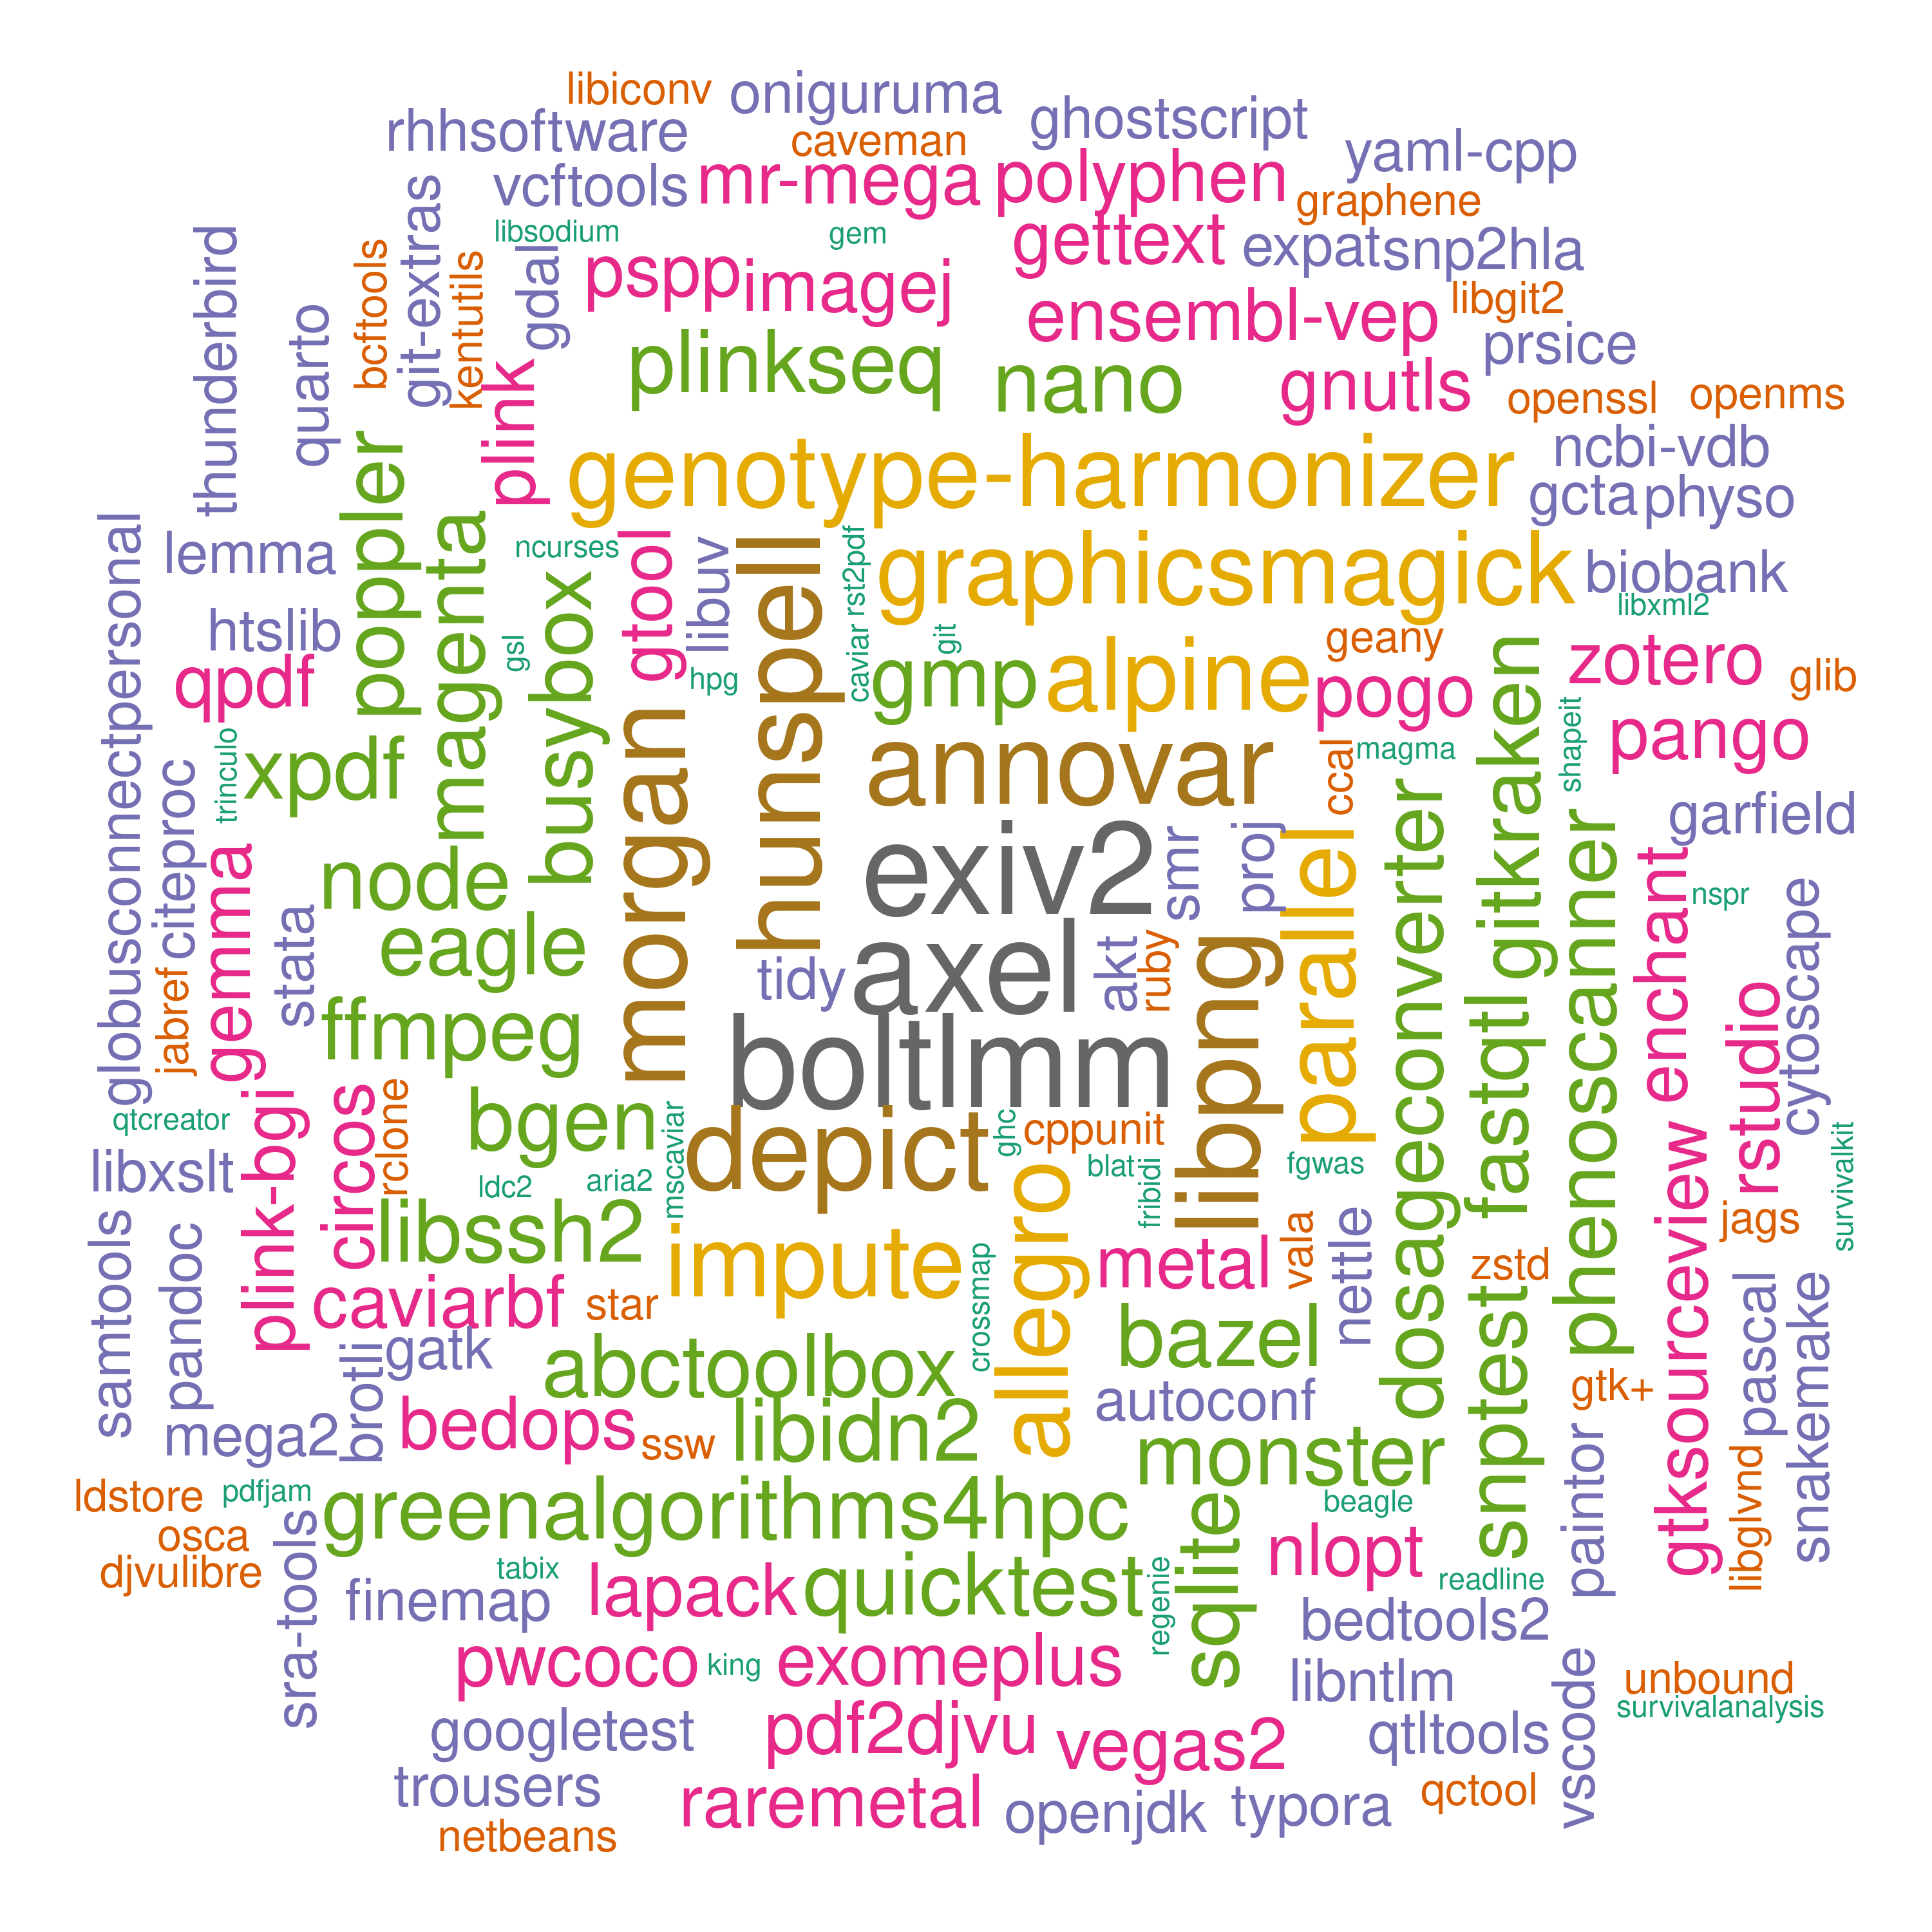 libiconv
oniguruma
ghostscript
rhhsoftware
caveman
yaml-cpp
vcftools
mr-mega
polyphen
graphene
libsodium
gem
gettext
expat
snp2hla
thunderbird
bcftools
git-extras
kentutils
gdal
pspp
imagej
ensembl-vep
libgit2
quarto
plinkseq
nano
prsice
plink
gnutls
openssl
openms
genotype-harmonizer
ncbi-vdb
gcta
physo
globusconnectpersonal
lemma
poppler
magenta
ncurses
gtool
libuv
hunspell
rst2pdf
graphicsmagick
biobank
libxml2
htslib
gsl
busybox
hpg
caviar
git
gmp
alpine
geany
pogo
gitkraken
zotero
glib
qpdf
trinculo
xpdf
morgan
annovar
ccal
magma
shapeit
pango
citeproc
gemma
node
exiv2
smr
proj
parallel
dosageconverter
phenoscanner
garfield
enchant
nspr
cytoscape
stata
eagle
tidy
axel
akt
ruby
libpng
fastqtl
rstudio
jabref
ffmpeg
boltlmm
qtcreator
plink-bgi
circos
rclone
bgen
mscaviar
depict
ghc
cppunit
blat
fribidi
fgwas
survivalkit
libxslt
ldc2
aria2
libssh2
impute
allegro
metal
vala
nettle
zstd
snptest
gtksourceview
jags
samtools
pandoc
caviarbf
star
crossmap
bazel
pascal
snakemake
brotli
gatk
abctoolbox
autoconf
gtk+
mega2
bedops
ssw
libidn2
monster
paintor
libglvnd
ldstore
pdfjam
greenalgorithms4hpc
beagle
osca
sra-tools
sqlite
nlopt
djvulibre
tabix
finemap
lapack
quicktest
regenie
readline
bedtools2
pwcoco
king
exomeplus
libntlm
vscode
unbound
survivalanalysis
googletest
pdf2djvu
vegas2
qtltools
trousers
raremetal
openjdk
typora
qctool
netbeans